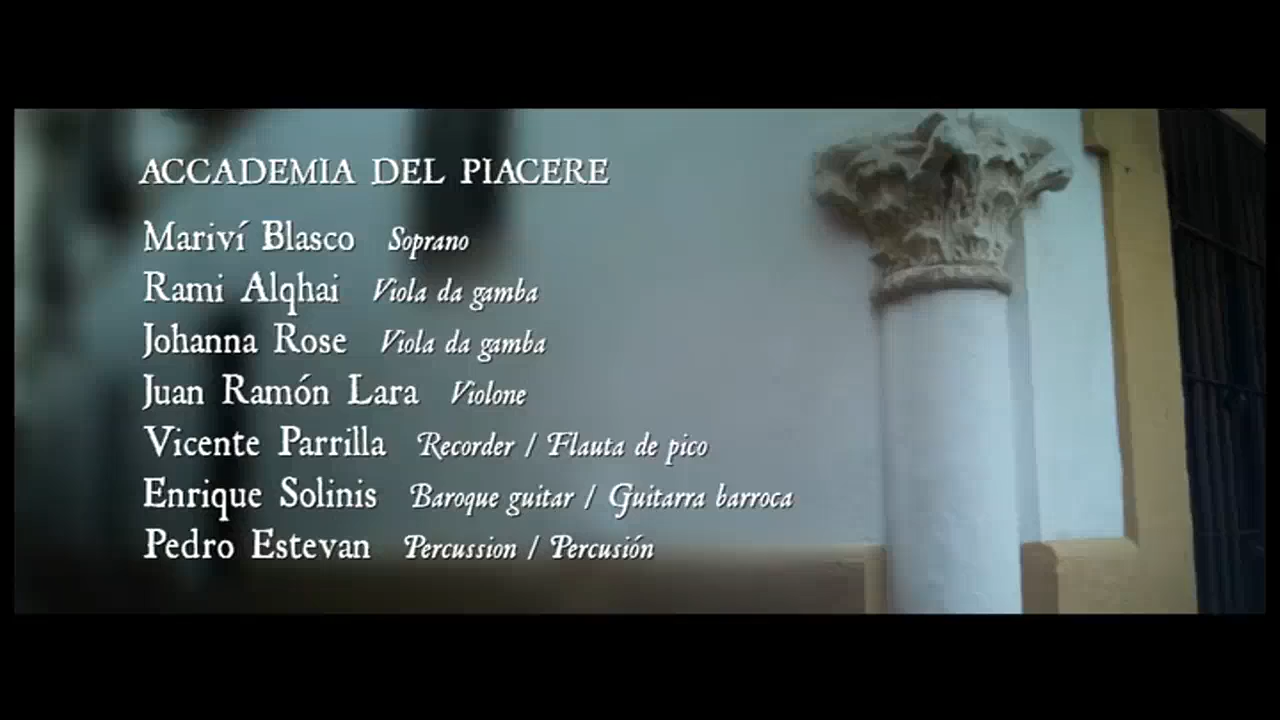 ACCADEMIA DEL PIACERE
Mariví Blasco Soprano
Rami Alqhai Viola da gamba
Johanna Rose Viola da gamba
Juan Ramón Lara Violone
Vicente Parrilla Recorder / Flauta de pico
Enrique Solinis Baroque guitar / Guitarra barroca
Pedro Estevan Percussion / Percusión